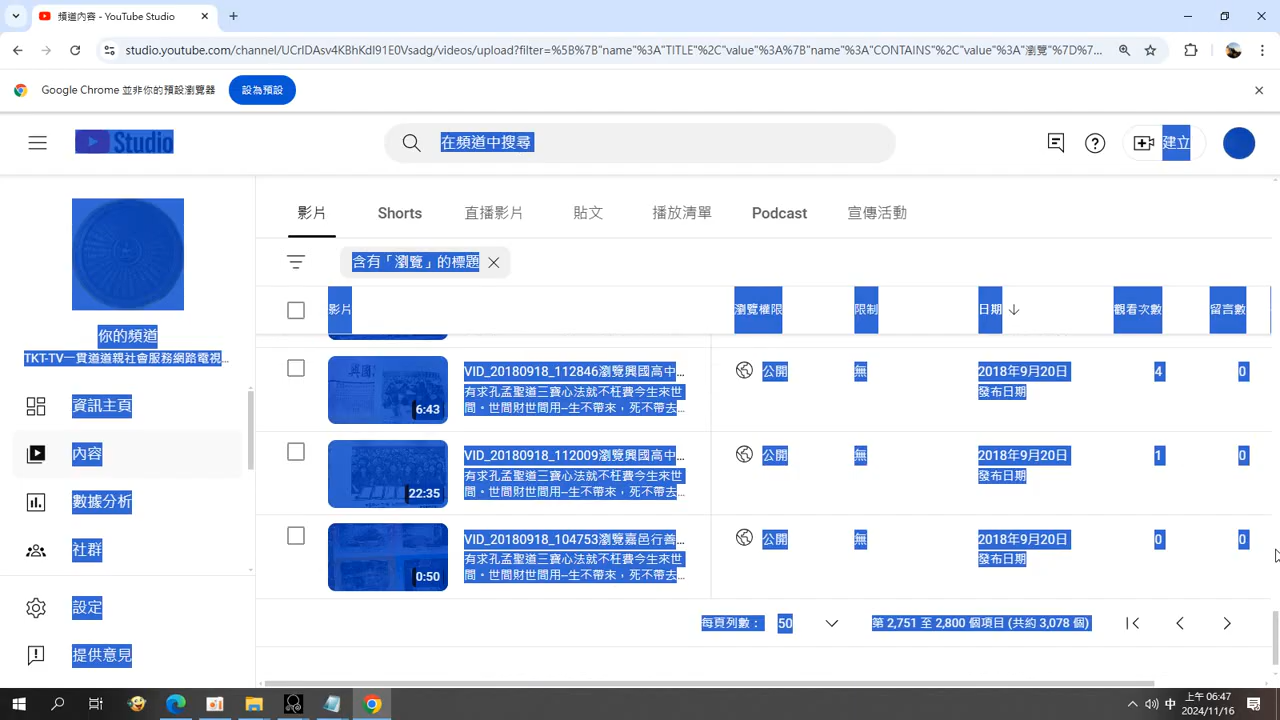 頻道內容 - YouTube Studio
studio.youtube.com/channel/UCrIDAsv4KBhKdI91E0Vsadg/videos/upload?filter=%5B%7B"name"%3A"TITLE"%2C"value"%3A%7B"name"%3A"CONTAINS"%2C"value"%3A"瀏覽"%7D%7...
Google Chrome 並非你的預設瀏覽器
設為預設
Studio
在頻道中搜尋
建立
你的頻道
TKT-TV一貫道道親社會服務網路電視...
資訊主頁
內容
數據分析
社群
設定
提供意見
影片 Shorts 直播影片 貼文 播放清單 Podcast 宣傳活動
含有「瀏覽」的標題
影片 瀏覽權限 限制 日期 觀看次數 留言數
VID_20180918_112846瀏覽興國高中... 公開 無 2018年9月20日 4 0
有求孔孟聖道三寶心法就不枉費今生來世 發布日期
間。世間財世間用—生不帶來，死不帶去...
6:43
VID_20180918_112009瀏覽興國高中... 公開 無 2018年9月20日 1 0
有求孔孟聖道三寶心法就不枉費今生來世 發布日期
間。世間財世間用—生不帶來，死不帶去...
22:35
VID_20180918_104753瀏覽嘉邑行善... 公開 無 2018年9月20日 0 0
有求孔孟聖道三寶心法就不枉費今生來世 發布日期
間。世間財世間用—生不帶來，死不帶去...
0:50
每頁列數： 50 第 2,751 至 2,800 個項目 (共約 3,078 個)
中
上午 06:47
2024/11/16